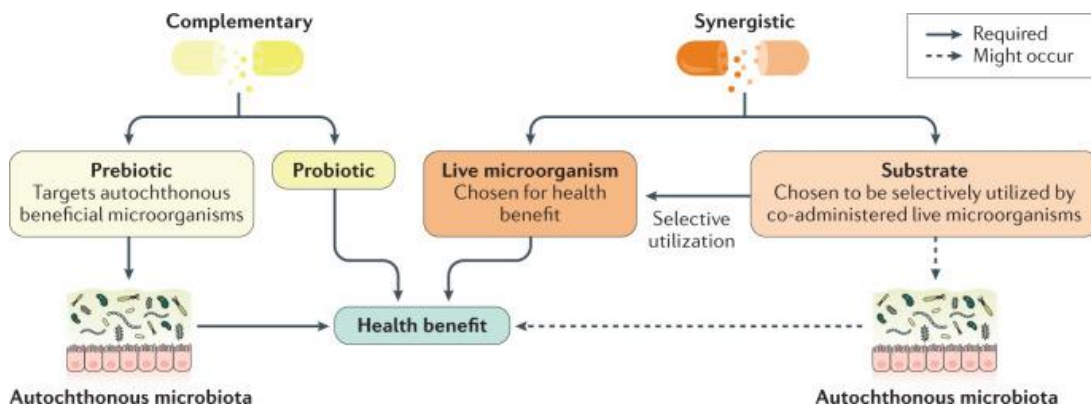 Complementary
Synergistic
Required
Might occur
Prebiotic
Targets autochthonous
beneficial microorganisms
Probiotic
Live microorganism
Chosen for health
benefit
Selective
utilization
Substrate
Chosen to be selectively utilized by
co-administered live microorganisms
Health benefit
Autochthonous microbiota
Autochthonous microbiota